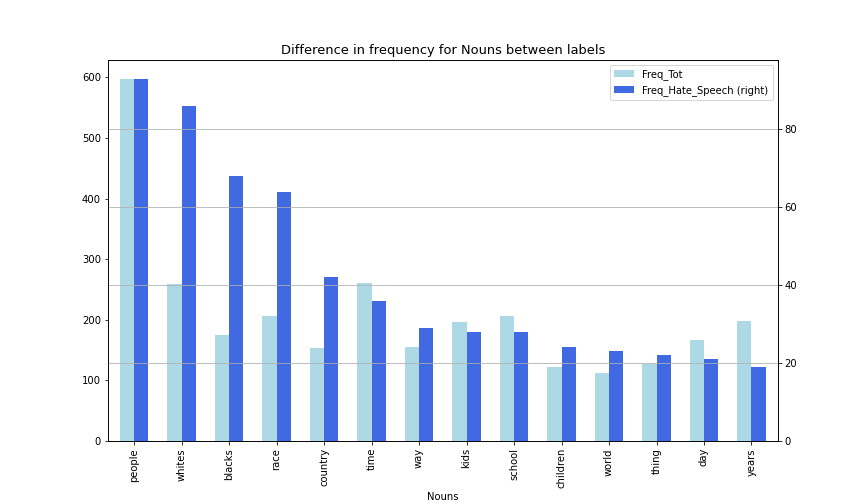 Difference in frequency for Nouns between labels
Freq_Tot
Freq_Hate_Speech (right)
600
500
400
300
200
100
0
80
60
40
20
0
people
whites
blacks
race
country
time
way
kids
school
children
world
thing
day
years
Nouns